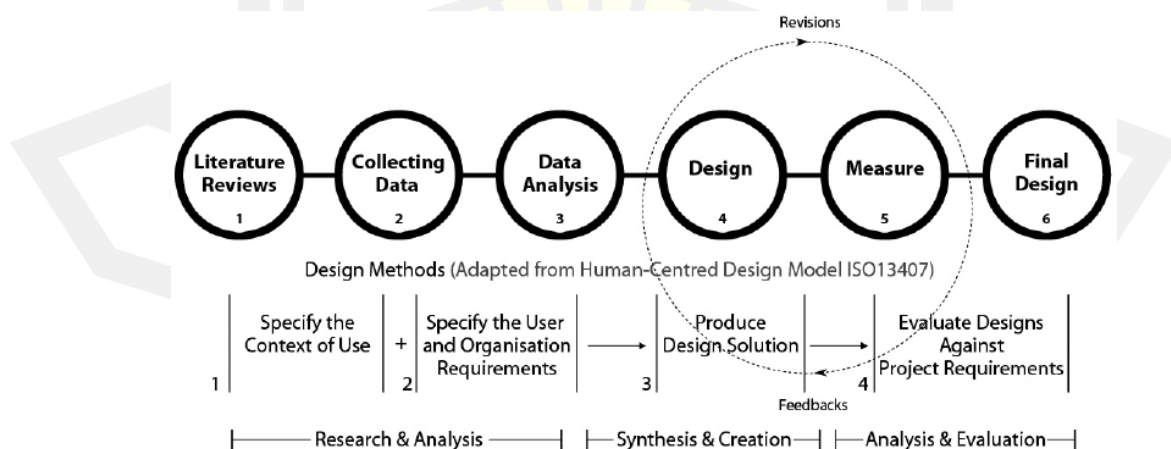 Revisions
Literature
Reviews
1
Collecting
Data
2
Data
Analysis
3
Design
4
Measure
5
Final
Design
6
Design Methods (Adapted from Human-Centred Design Model ISO13407)
1
Specify the
Context of Use
+
2
Specify the User
and Organisation
Requirements
3
Produce
Design Solution
4
Evaluate Designs
Against
Project Requirements
Feedbacks
Research & Analysis
Synthesis & Creation
Analysis & Evaluation